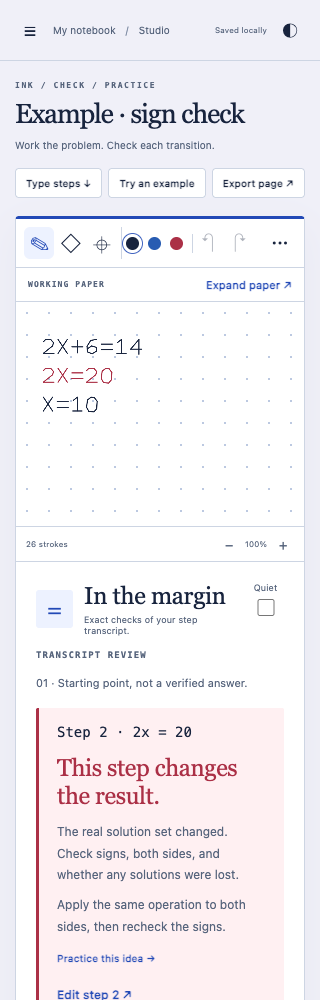 My notebook / Studio
Saved locally
INK / CHECK / PRACTICE
Example · sign check
Work the problem. Check each transition.
Type steps ↓
Try an example
Export page ↗
WORKING PAPER
Expand paper ↗
2X+6=14
2X=20
X=10
26 strokes
− 100% +
=
In the margin
Exact checks of your step
transcript.
Quiet
TRANSCRIPT REVIEW
01 · Starting point, not a verified answer.
Step 2 · 2x = 20
This step changes
the result.
The real solution set changed.
Check signs, both sides, and
whether any solutions were lost.
Apply the same operation to both
sides, then recheck the signs.
Practice this idea →
Edit step 2 ↗